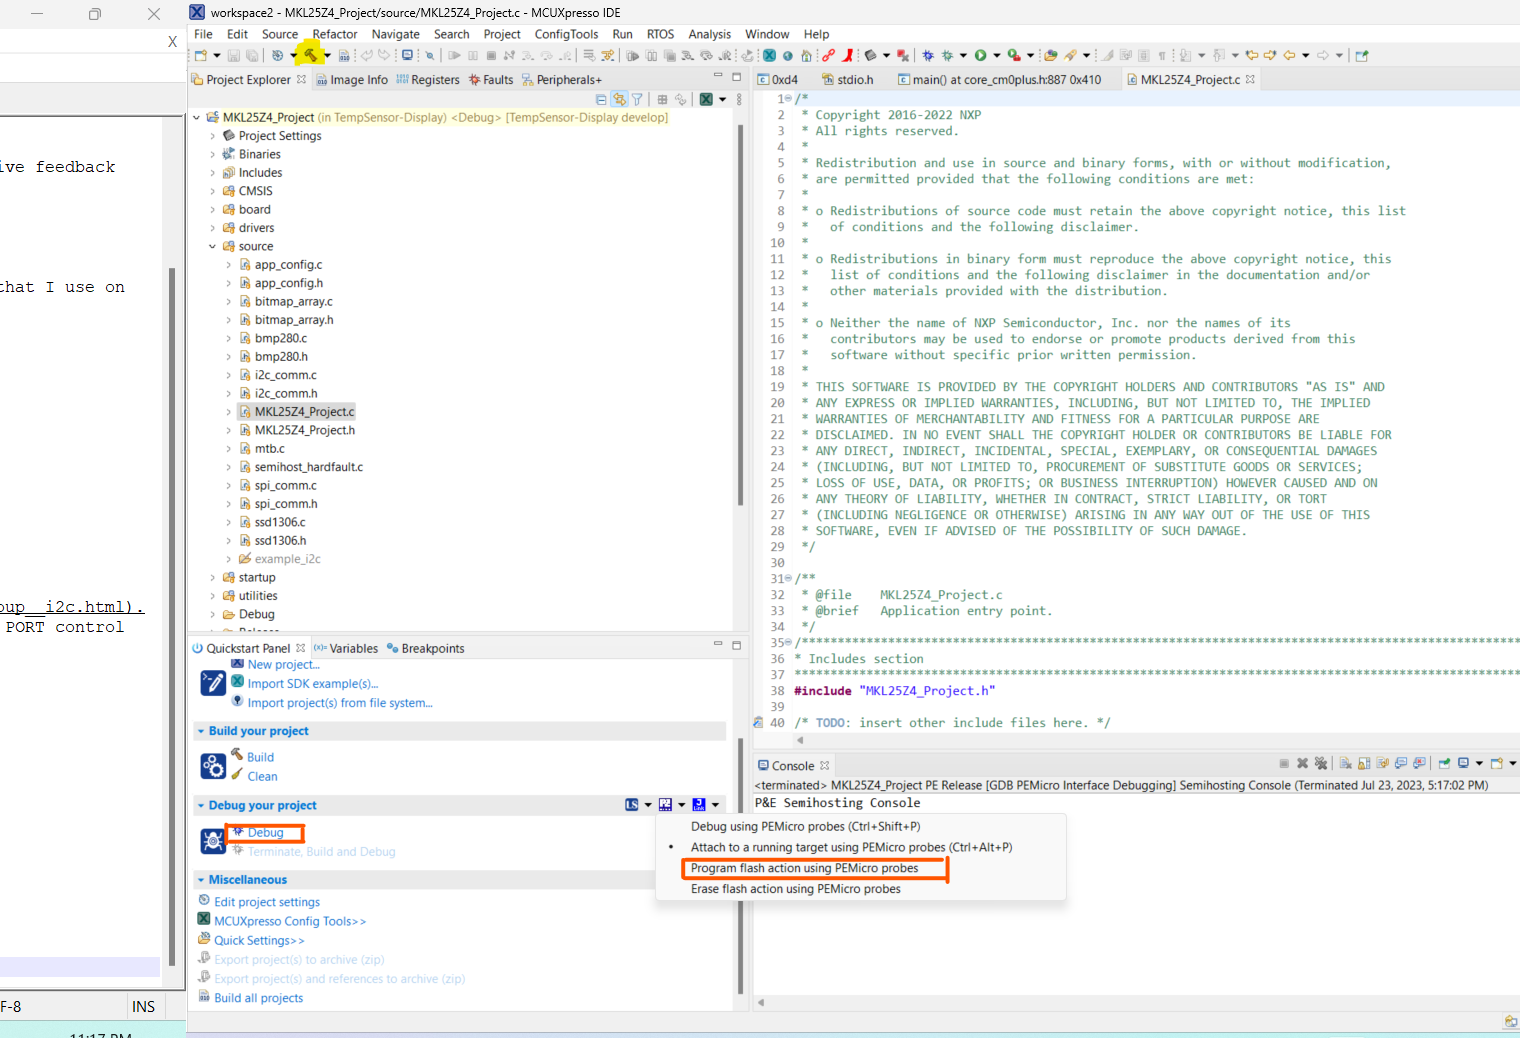 workspace2 - MKL25Z4_Project/source/MKL25Z4_Project.c - MCUXpresso IDE
File Edit Source Refactor Navigate Search Project ConfigTools Run RTOS Analysis Window Help
X
ive feedback
that I use on
oup__i2c.html).
PORT control
F-8 INS
11:17 PM
Project Explorer Image Info Registers Faults Peripherals+
MKL25Z4_Project (in TempSensor-Display) <Debug> [TempSensor-Display develop]
Project Settings
Binaries
Includes
CMSIS
board
drivers
source
app_config.c
app_config.h
bitmap_array.c
bitmap_array.h
bmp280.c
bmp280.h
i2c_comm.c
i2c_comm.h
MKL25Z4_Project.c
MKL25Z4_Project.h
mtb.c
semihost_hardfault.c
spi_comm.c
spi_comm.h
ssd1306.c
ssd1306.h
example_i2c
startup
utilities
Debug
Release
Quickstart Panel (x)= Variables Breakpoints
New project...
Import SDK example(s)...
Import project(s) from file system...
Build your project
Build
Clean
Debug your project
LS
Debug
Terminate, Build and Debug
Miscellaneous
Edit project settings
MCUXpresso Config Tools>>
Quick Settings>>
Export project(s) to archive (zip)
Export project(s) and references to archive (zip)
Build all projects
Debug using PEMicro probes (Ctrl+Shift+P)
Attach to a running target using PEMicro probes (Ctrl+Alt+P)
Program flash action using PEMicro probes
Erase flash action using PEMicro probes
0xd4 stdio.h main() at core_cm0plus.h:887 0x410 MKL25Z4_Project.c
1 /*
2 * Copyright 2016-2022 NXP
3 * All rights reserved.
4 *
5 * Redistribution and use in source and binary forms, with or without modification,
6 * are permitted provided that the following conditions are met:
7 *
8 * o Redistributions of source code must retain the above copyright notice, this list
9 * of conditions and the following disclaimer.
10 *
11 * o Redistributions in binary form must reproduce the above copyright notice, this
12 * list of conditions and the following disclaimer in the documentation and/or
13 * other materials provided with the distribution.
14 *
15 * o Neither the name of NXP Semiconductor, Inc. nor the names of its
16 * contributors may be used to endorse or promote products derived from this
17 * software without specific prior written permission.
18 *
19 * THIS SOFTWARE IS PROVIDED BY THE COPYRIGHT HOLDERS AND CONTRIBUTORS "AS IS" AND
20 * ANY EXPRESS OR IMPLIED WARRANTIES, INCLUDING, BUT NOT LIMITED TO, THE IMPLIED
21 * WARRANTIES OF MERCHANTABILITY AND FITNESS FOR A PARTICULAR PURPOSE ARE
22 * DISCLAIMED. IN NO EVENT SHALL THE COPYRIGHT HOLDER OR CONTRIBUTORS BE LIABLE FOR
23 * ANY DIRECT, INDIRECT, INCIDENTAL, SPECIAL, EXEMPLARY, OR CONSEQUENTIAL DAMAGES
24 * (INCLUDING, BUT NOT LIMITED TO, PROCUREMENT OF SUBSTITUTE GOODS OR SERVICES;
25 * LOSS OF USE, DATA, OR PROFITS; OR BUSINESS INTERRUPTION) HOWEVER CAUSED AND ON
26 * ANY THEORY OF LIABILITY, WHETHER IN CONTRACT, STRICT LIABILITY, OR TORT
27 * (INCLUDING NEGLIGENCE OR OTHERWISE) ARISING IN ANY WAY OUT OF THE USE OF THIS
28 * SOFTWARE, EVEN IF ADVISED OF THE POSSIBILITY OF SUCH DAMAGE.
29 */
30
31 /**
32 * @file MKL25Z4_Project.c
33 * @brief Application entry point.
34 */
35 /****************************************************************************************************
36 * Includes section
37 *****************************************************************************************************
38 #include "MKL25Z4_Project.h"
39
40 /* TODO: insert other include files here. */
Console
<terminated> MKL25Z4_Project PE Release [GDB PEMicro Interface Debugging] Semihosting Console (Terminated Jul 23, 2023, 5:17:02 PM)
P&E Semihosting Console